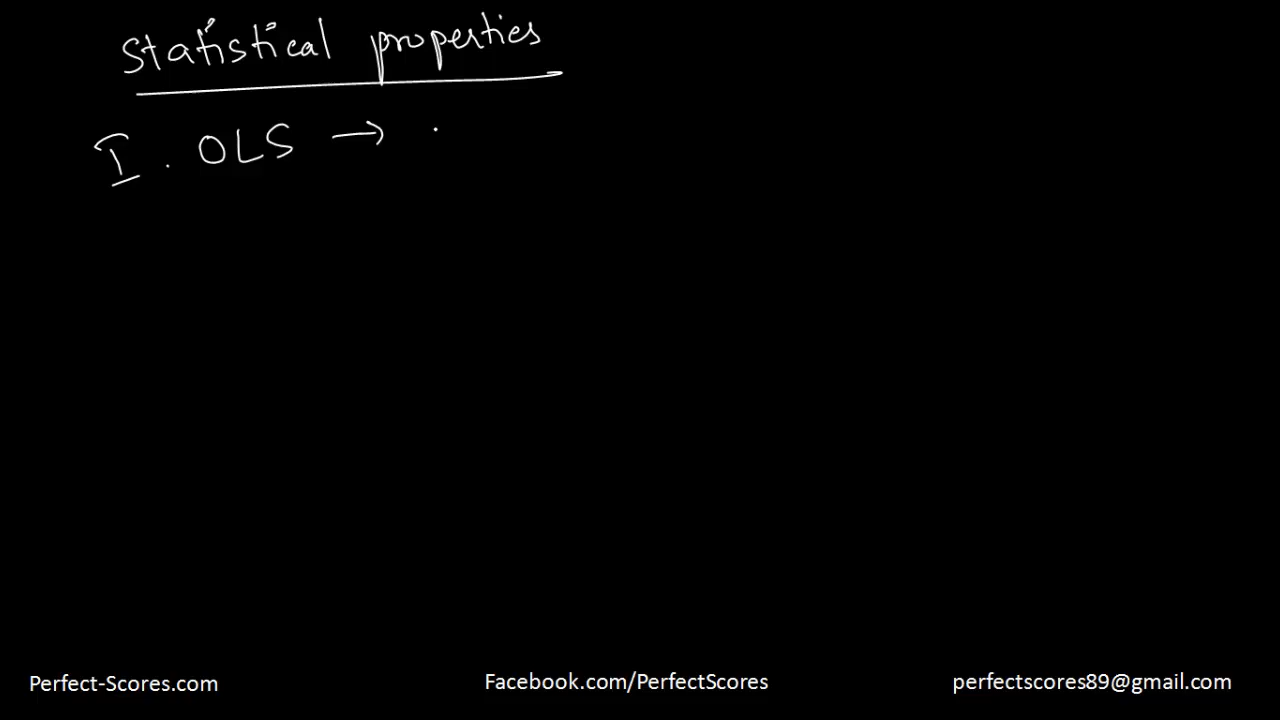 Statistical properties
I. OLS →
Perfect-Scores.com
Facebook.com/PerfectScores
perfectscores89@gmail.com